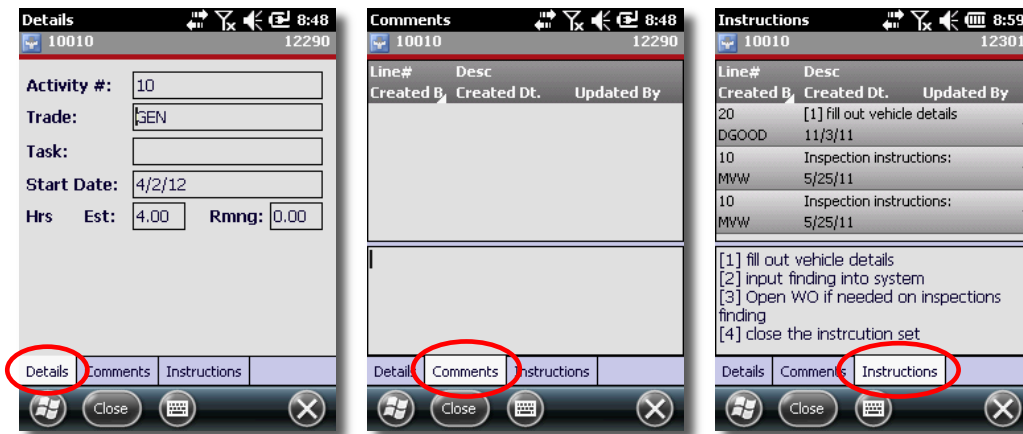 Details 8:48
10010 12290
Activity #: 10
Trade: GEN
Task:
Start Date: 4/2/12
Hrs Est: 4.00 Rmng: 0.00
Details Comments Instructions
Close
Comments 8:48
10010 12290
Line# Desc
Created B Created Dt. Updated By
Details Comments Instructions
Close
Instructions 8:59
10010 12301
Line# Desc
Created B Created Dt. Updated By
20 [1] fill out vehicle details
DGOOD 11/3/11
10 Inspection instructions:
MVW 5/25/11
10 Inspection instructions:
MVW 5/25/11
[1] fill out vehicle details
[2] input finding into system
[3] Open WO if needed on inspections
finding
[4] close the instrcution set
Details Comments Instructions
Close